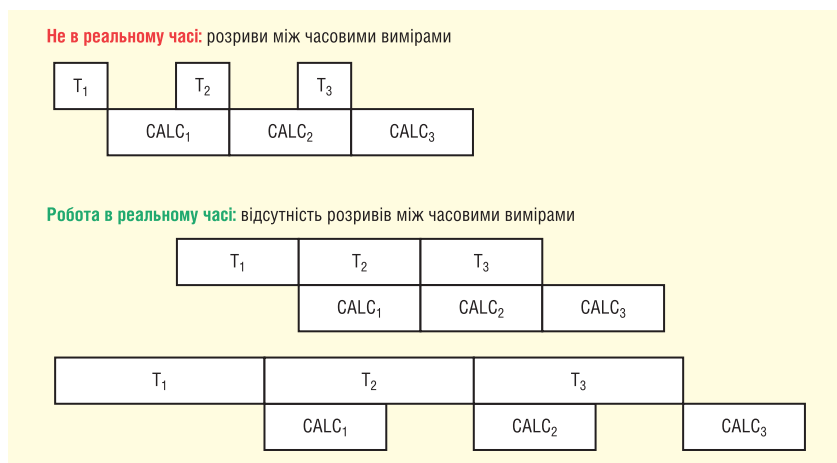 Не в реальному часі: розриви між часовими вимірами
T₁ T₂ T₃
CALC₁ CALC₂ CALC₃
Робота в реальному часі: відсутність розривів між часовими вимірами
T₁ T₂ T₃
CALC₁ CALC₂ CALC₃
T₁ T₂ T₃
CALC₁ CALC₂ CALC₃